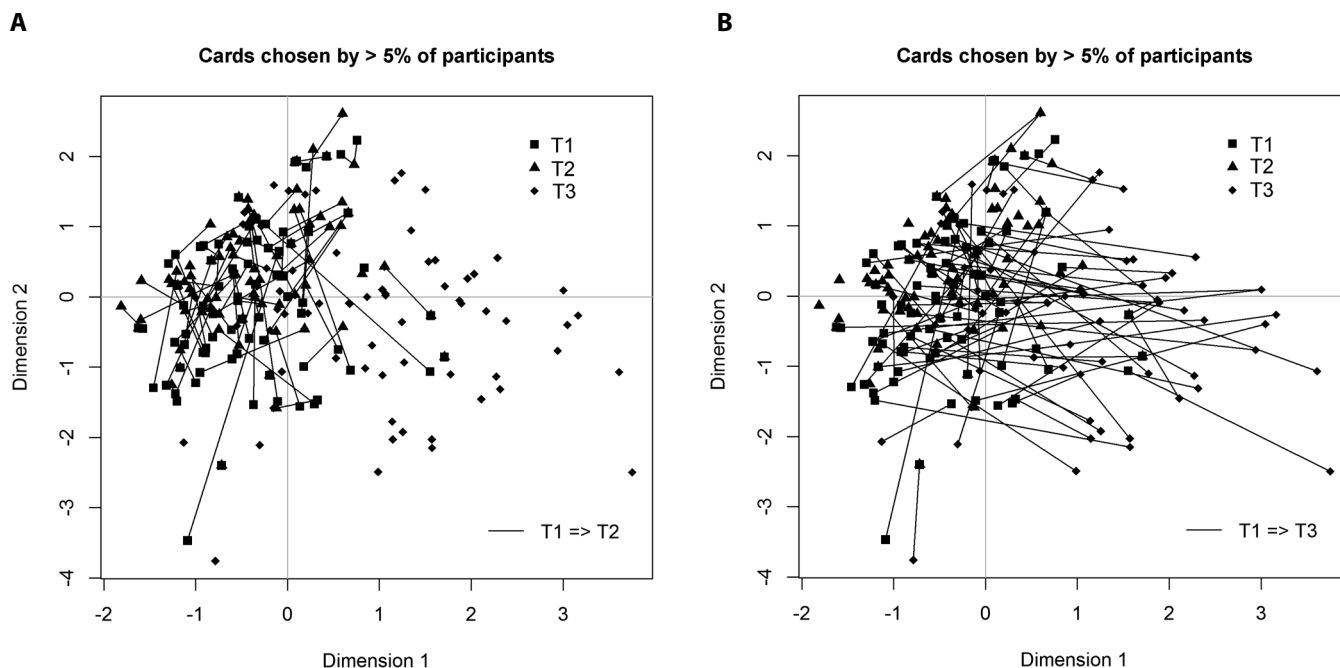 A
Cards chosen by > 5% of participants
T1
T2
T3
T1 => T2
Dimension 2
2
1
0
-1
-2
-3
-4
-2
-1
0
1
2
3
Dimension 1
B
Cards chosen by > 5% of participants
T1
T2
T3
T1 => T3
Dimension 2
2
1
0
-1
-2
-3
-4
-2
-1
0
1
2
3
Dimension 1